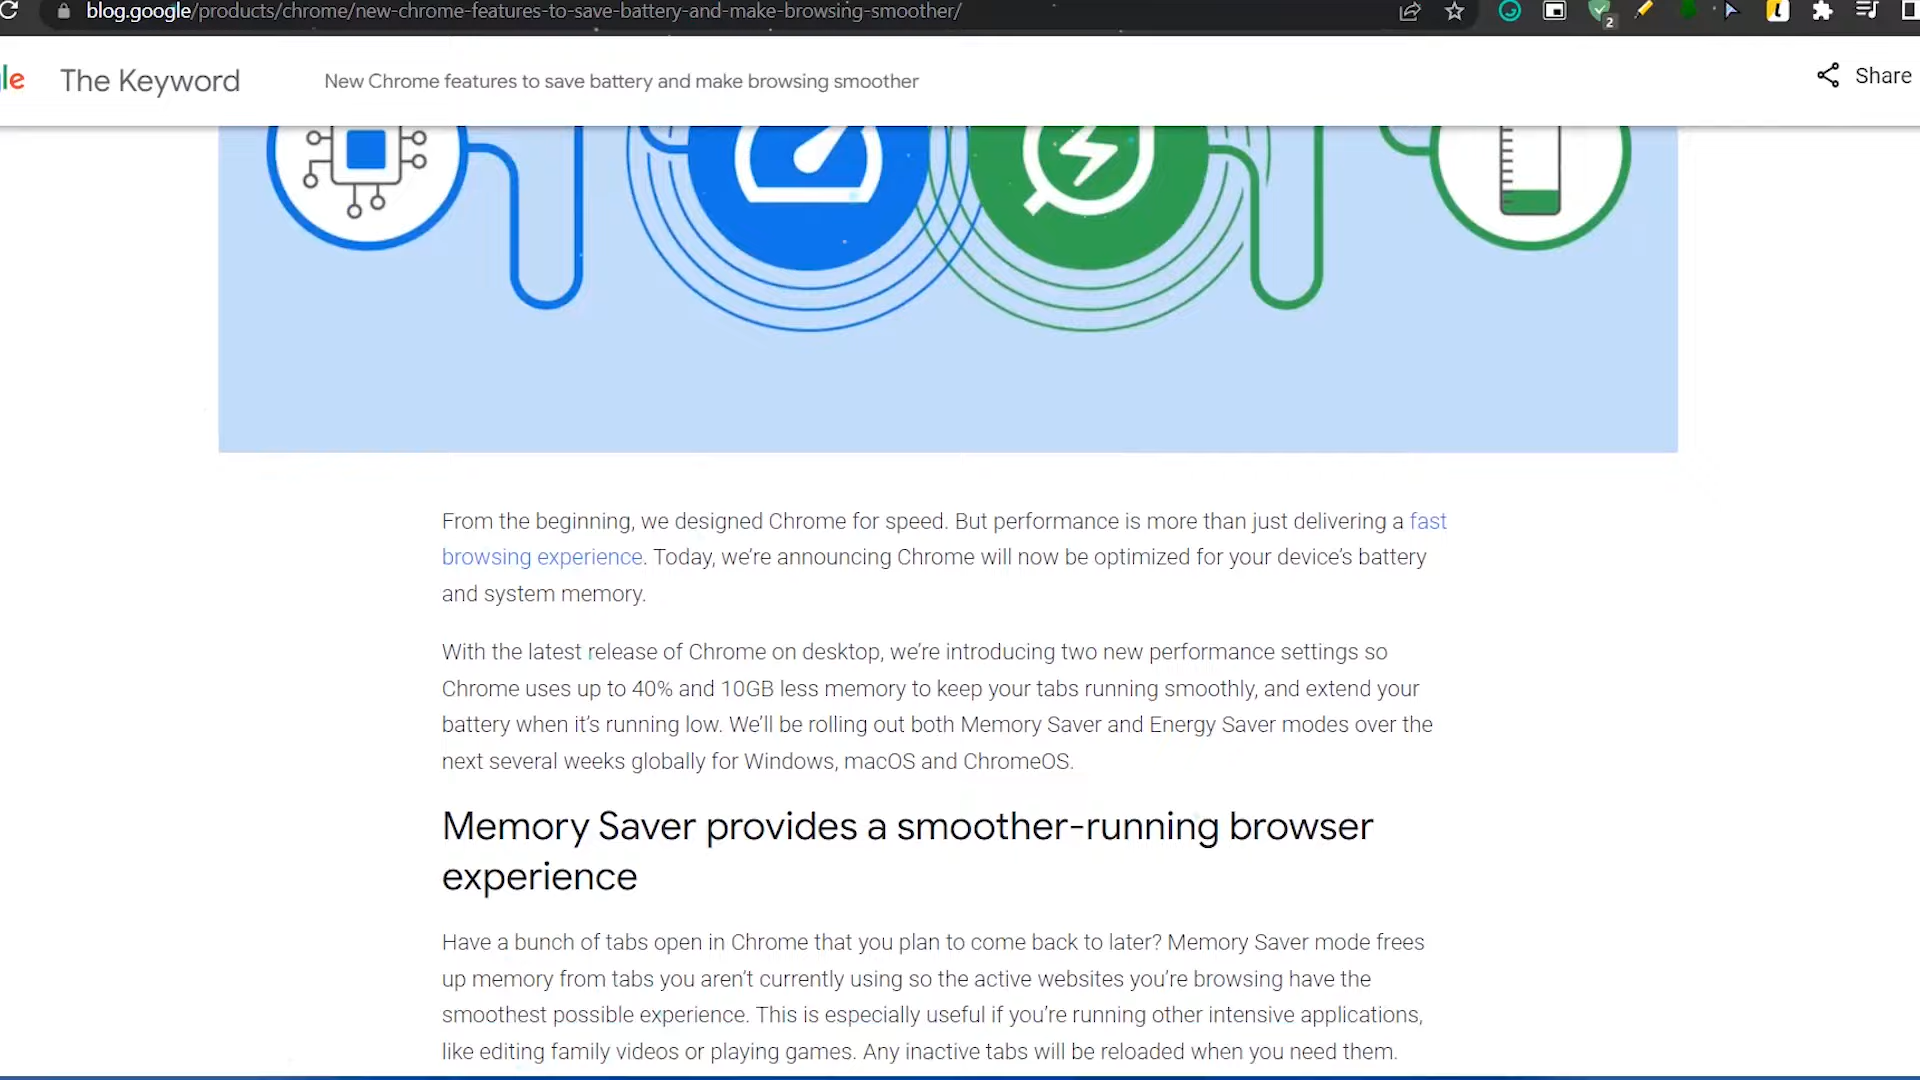 blog.google/products/chrome/new-chrome-features-to-save-battery-and-make-browsing-smoother/
2
le
The Keyword
New Chrome features to save battery and make browsing smoother
Share
From the beginning, we designed Chrome for speed. But performance is more than just delivering a fast
browsing experience. Today, we’re announcing Chrome will now be optimized for your device’s battery
and system memory.
With the latest release of Chrome on desktop, we’re introducing two new performance settings so
Chrome uses up to 40% and 10GB less memory to keep your tabs running smoothly, and extend your
battery when it’s running low. We’ll be rolling out both Memory Saver and Energy Saver modes over the
next several weeks globally for Windows, macOS and ChromeOS.
Memory Saver provides a smoother-running browser
experience
Have a bunch of tabs open in Chrome that you plan to come back to later? Memory Saver mode frees
up memory from tabs you aren’t currently using so the active websites you’re browsing have the
smoothest possible experience. This is especially useful if you’re running other intensive applications,
like editing family videos or playing games. Any inactive tabs will be reloaded when you need them.